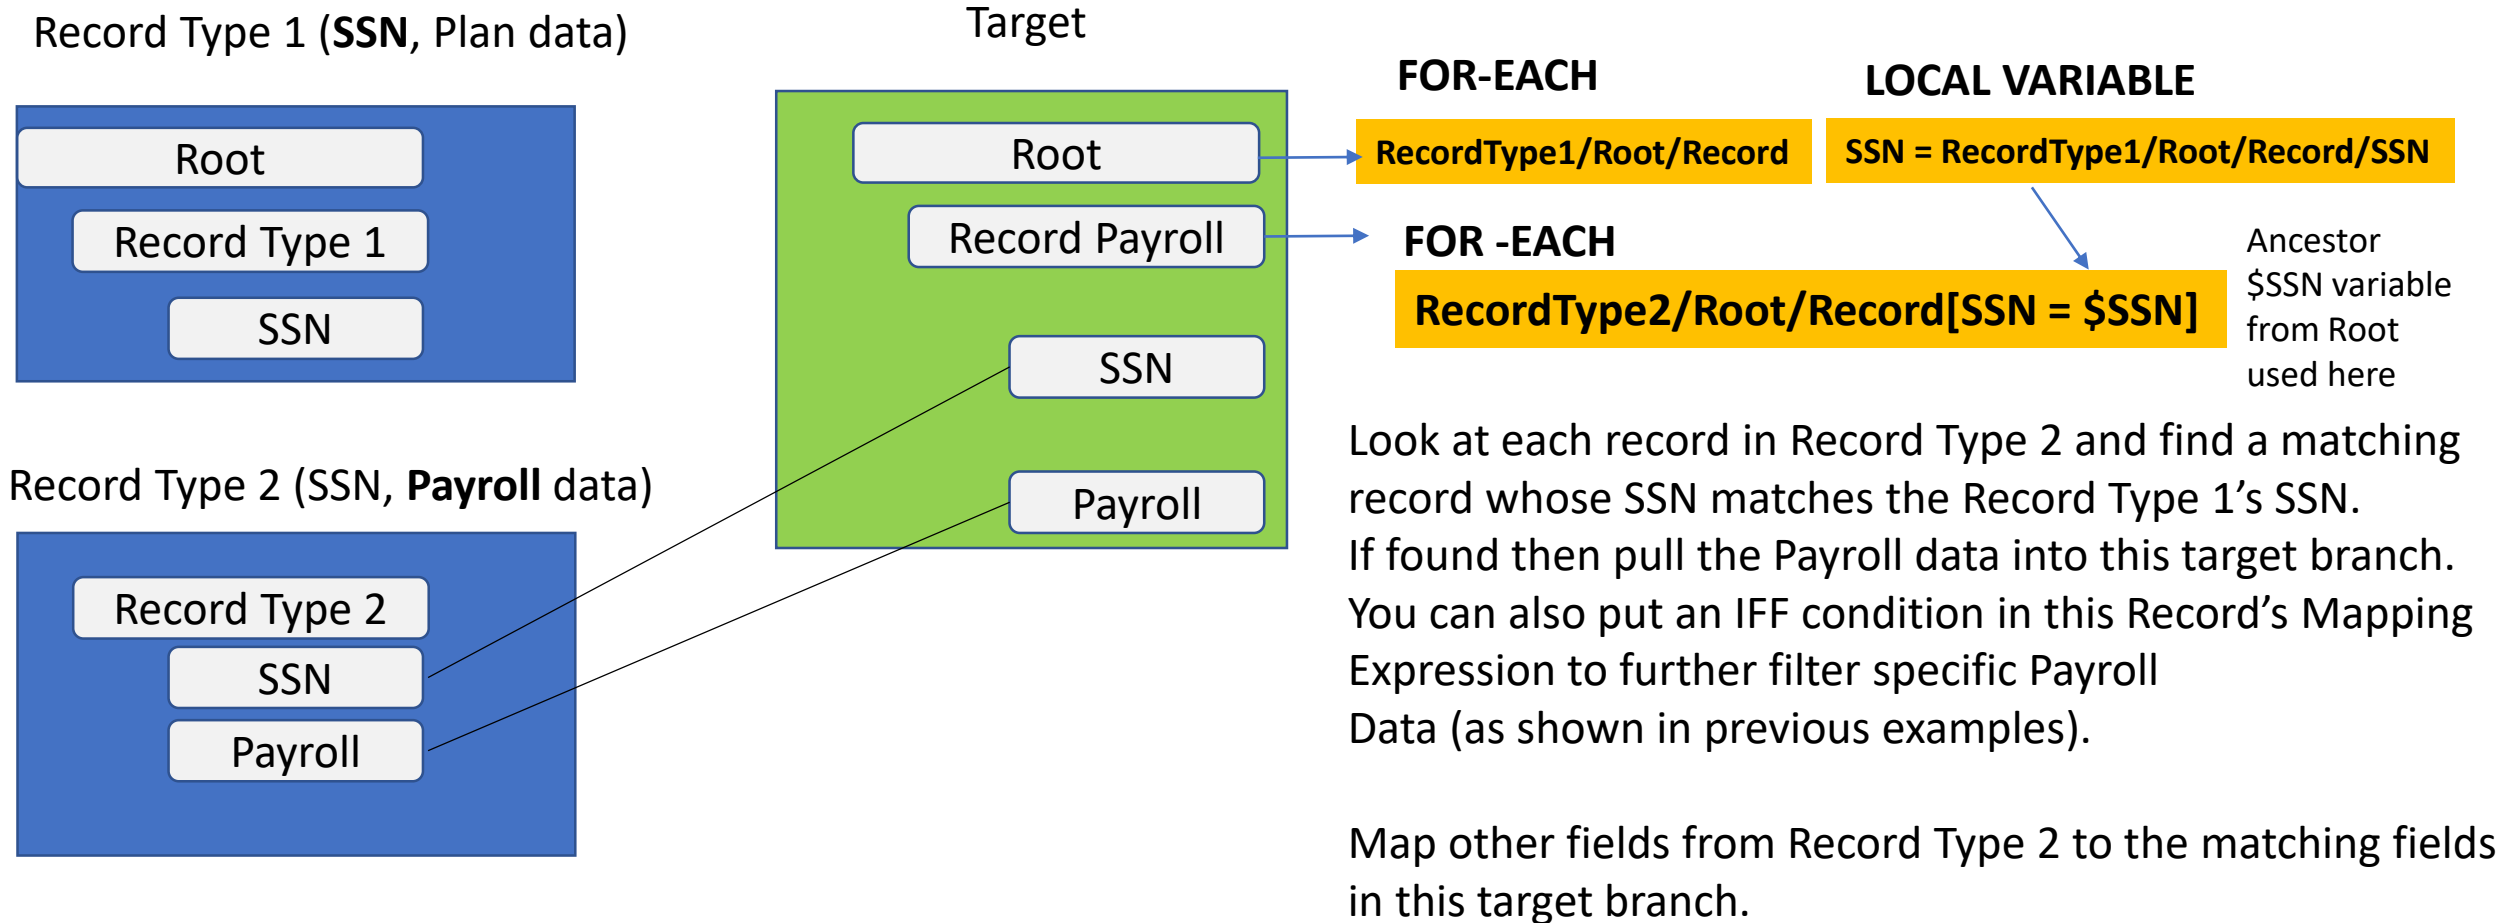 Record Type 1 (SSN, Plan data)
Root
Record Type 1
SSN
Record Type 2 (SSN, Payroll data)
Record Type 2
SSN
Payroll
Target
Root
Record Payroll
SSN
Payroll
FOR-EACH
RecordType1/Root/Record
LOCAL VARIABLE
SSN = RecordType1/Root/Record/SSN
FOR -EACH
RecordType2/Root/Record[SSN = $SSN]
Ancestor
$SSN variable
from Root
used here
Look at each record in Record Type 2 and find a matching
record whose SSN matches the Record Type 1’s SSN.
If found then pull the Payroll data into this target branch.
You can also put an IFF condition in this Record’s Mapping
Expression to further filter specific Payroll
Data (as shown in previous examples).
Map other fields from Record Type 2 to the matching fields
in this target branch.